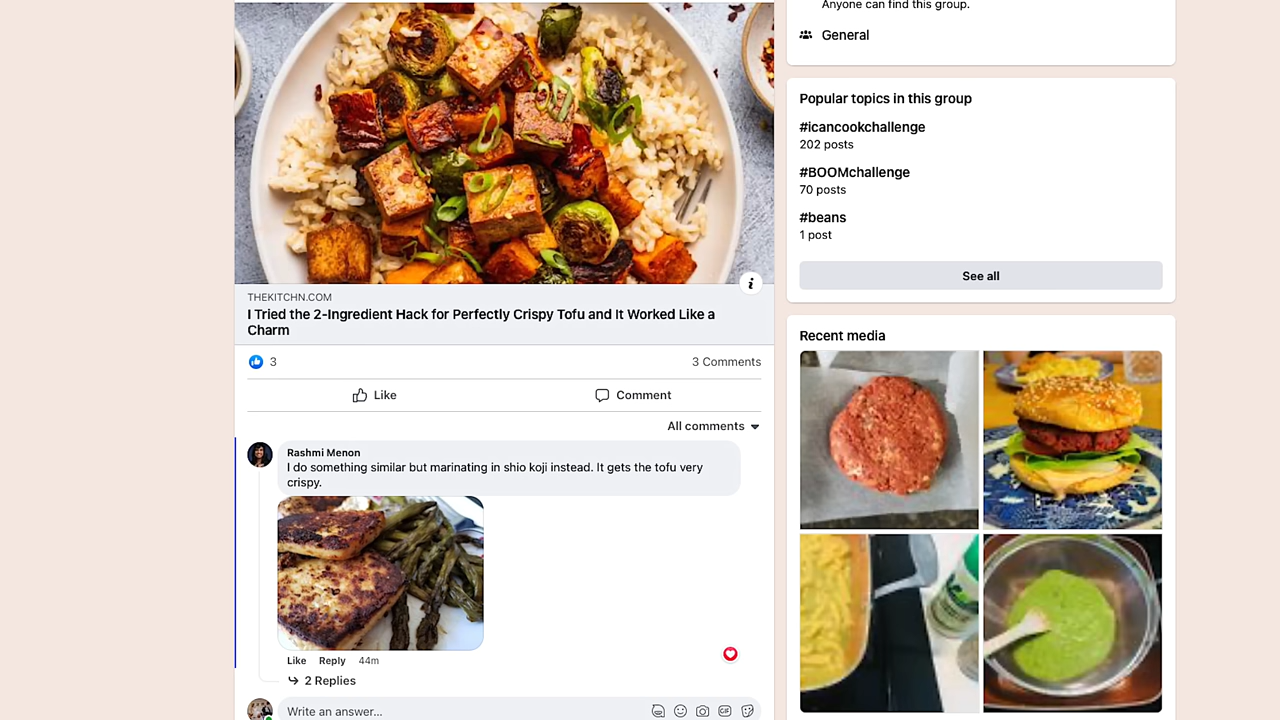 THEKITCHN.COM
I Tried the 2-Ingredient Hack for Perfectly Crispy Tofu and It Worked Like a
Charm
3
3 Comments
Like
Comment
All comments
Rashmi Menon
I do something similar but marinating in shio koji instead. It gets the tofu very
crispy.
Like Reply 44m
2 Replies
Write an answer...
GIF
Anyone can find this group.
General
Popular topics in this group
#icancookchallenge
202 posts
#BOOMchallenge
70 posts
#beans
1 post
See all
Recent media